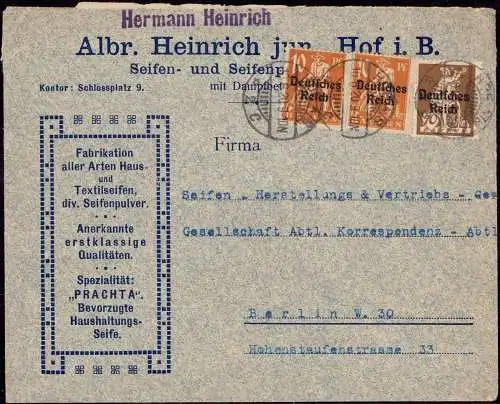 Hermann Heinrich
Albr. Heinrich jun., Hof i. B.
Seifen- und
mit
Kontor: Schlossplatz 9.
10
Deutsches
Reich
Deutsches
Reich
Deutsches
Reich
Firma
Fabrikation
aller Arten Haus-
und
Textilseifen,
div. Seifenpulver.
Anerkannte
erstklassige
Qualitäten.
Spezialität:
„PRACHTA".
Bevorzugte
Haushaltungs-
Seife.
Seifen - Herstellungs & Vertriebs - Ges
Gesellschaft Abtl. Korrespondenz - Abtl
Berlin W. 30
Hohenstaufenstrasse 33